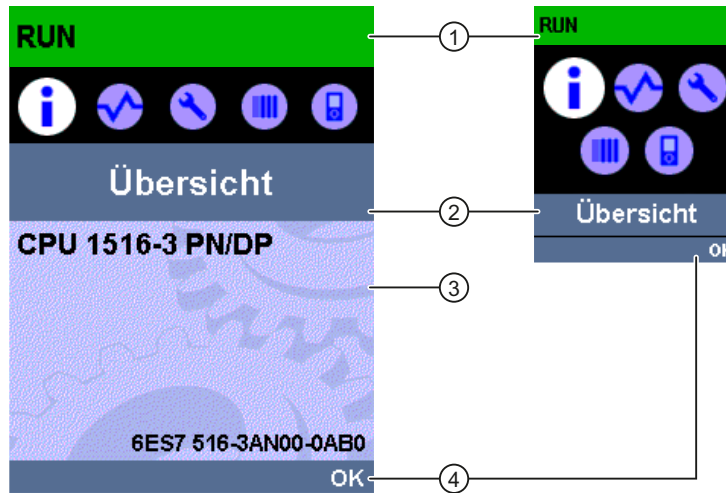 RUN
Übersicht
CPU 1516-3 PN/DP
6ES7 516-3AN00-0AB0
OK
1
2
3
4
RUN
Übersicht
OK